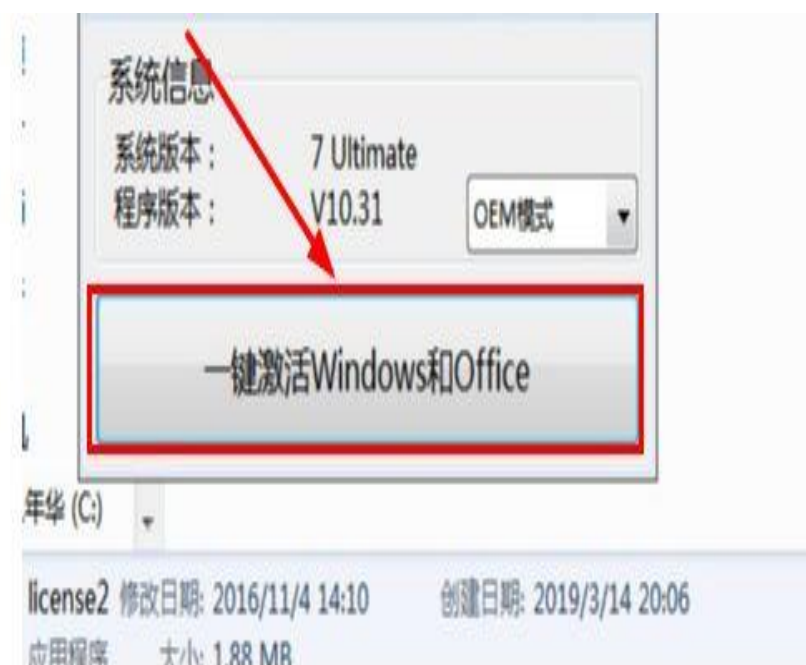 系统信息
系统版本： 7 Ultimate
程序版本： V10.31
OEM模式
一键激活Windows和Office
年华 (C:)
license2 修改日期: 2016/11/4 14:10 创建日期: 2019/3/14 20:06
应用程序 大小: 1.88 MB